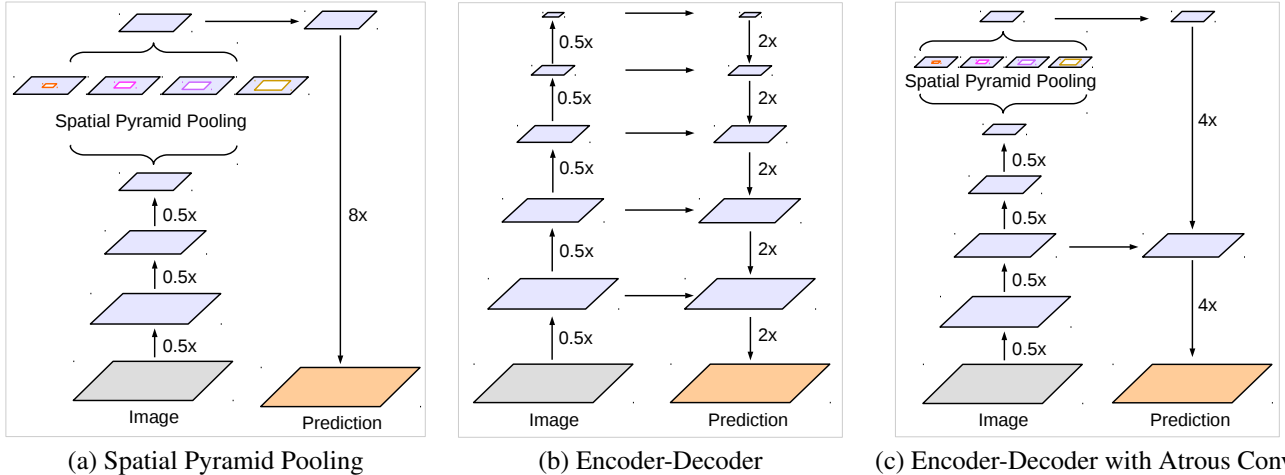 Spatial Pyramid Pooling
0.5x
0.5x
0.5x
8x
Image
Prediction
(a) Spatial Pyramid Pooling
0.5x
0.5x
0.5x
0.5x
0.5x
2x
2x
2x
2x
2x
Image
Prediction
(b) Encoder-Decoder
Spatial Pyramid Pooling
0.5x
0.5x
0.5x
0.5x
4x
4x
Image
Prediction
(c) Encoder-Decoder with Atrous Conv